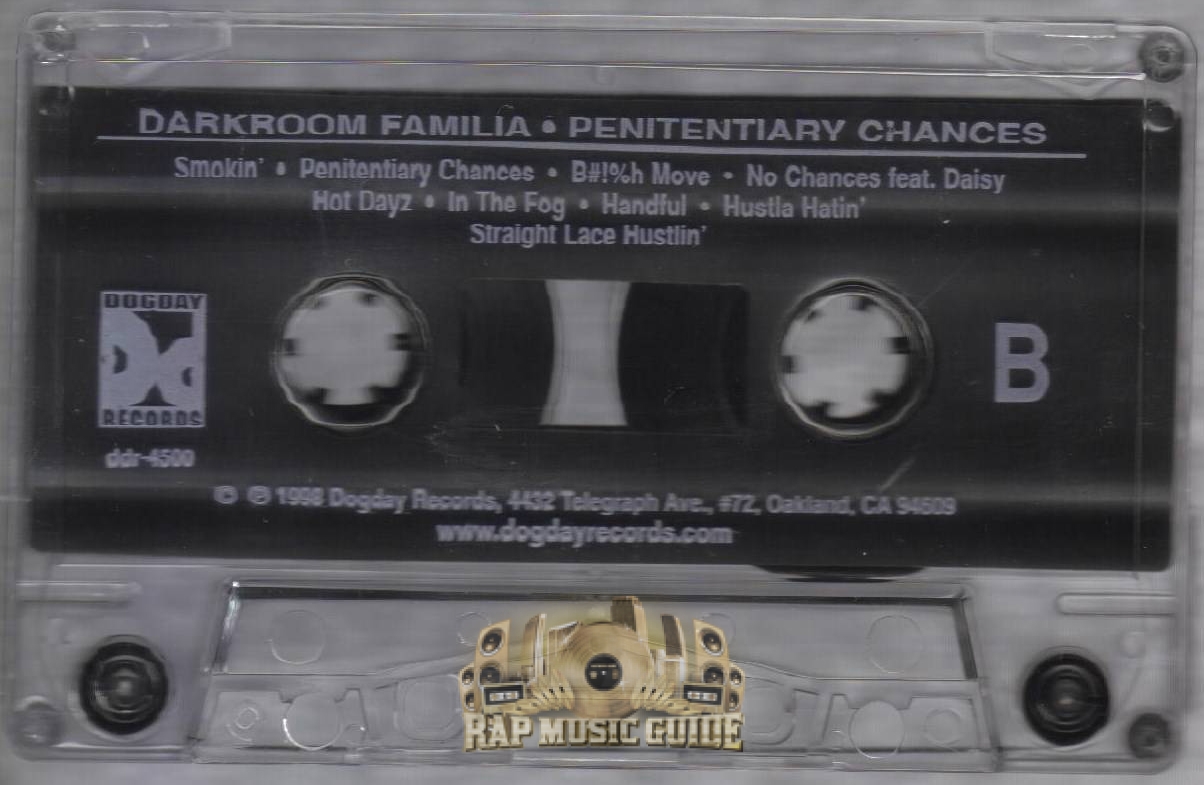 DARKROOM FAMILIA • PENITENTIARY CHANCES
Smokin' • Penitentiary Chances • B#!%h Move • No Chances feat. Daisy
Hot Dayz • In The Fog • Handful • Hustla Hatin'
Straight Lace Hustlin'
DOGDAY
RECORDS
ddr-4500
B
© ℗ 1998 Dogday Records, 4432 Telegraph Ave., #72, Oakland, CA 94609
www.dogdayrecords.com
RAP MUSIC GUIDE